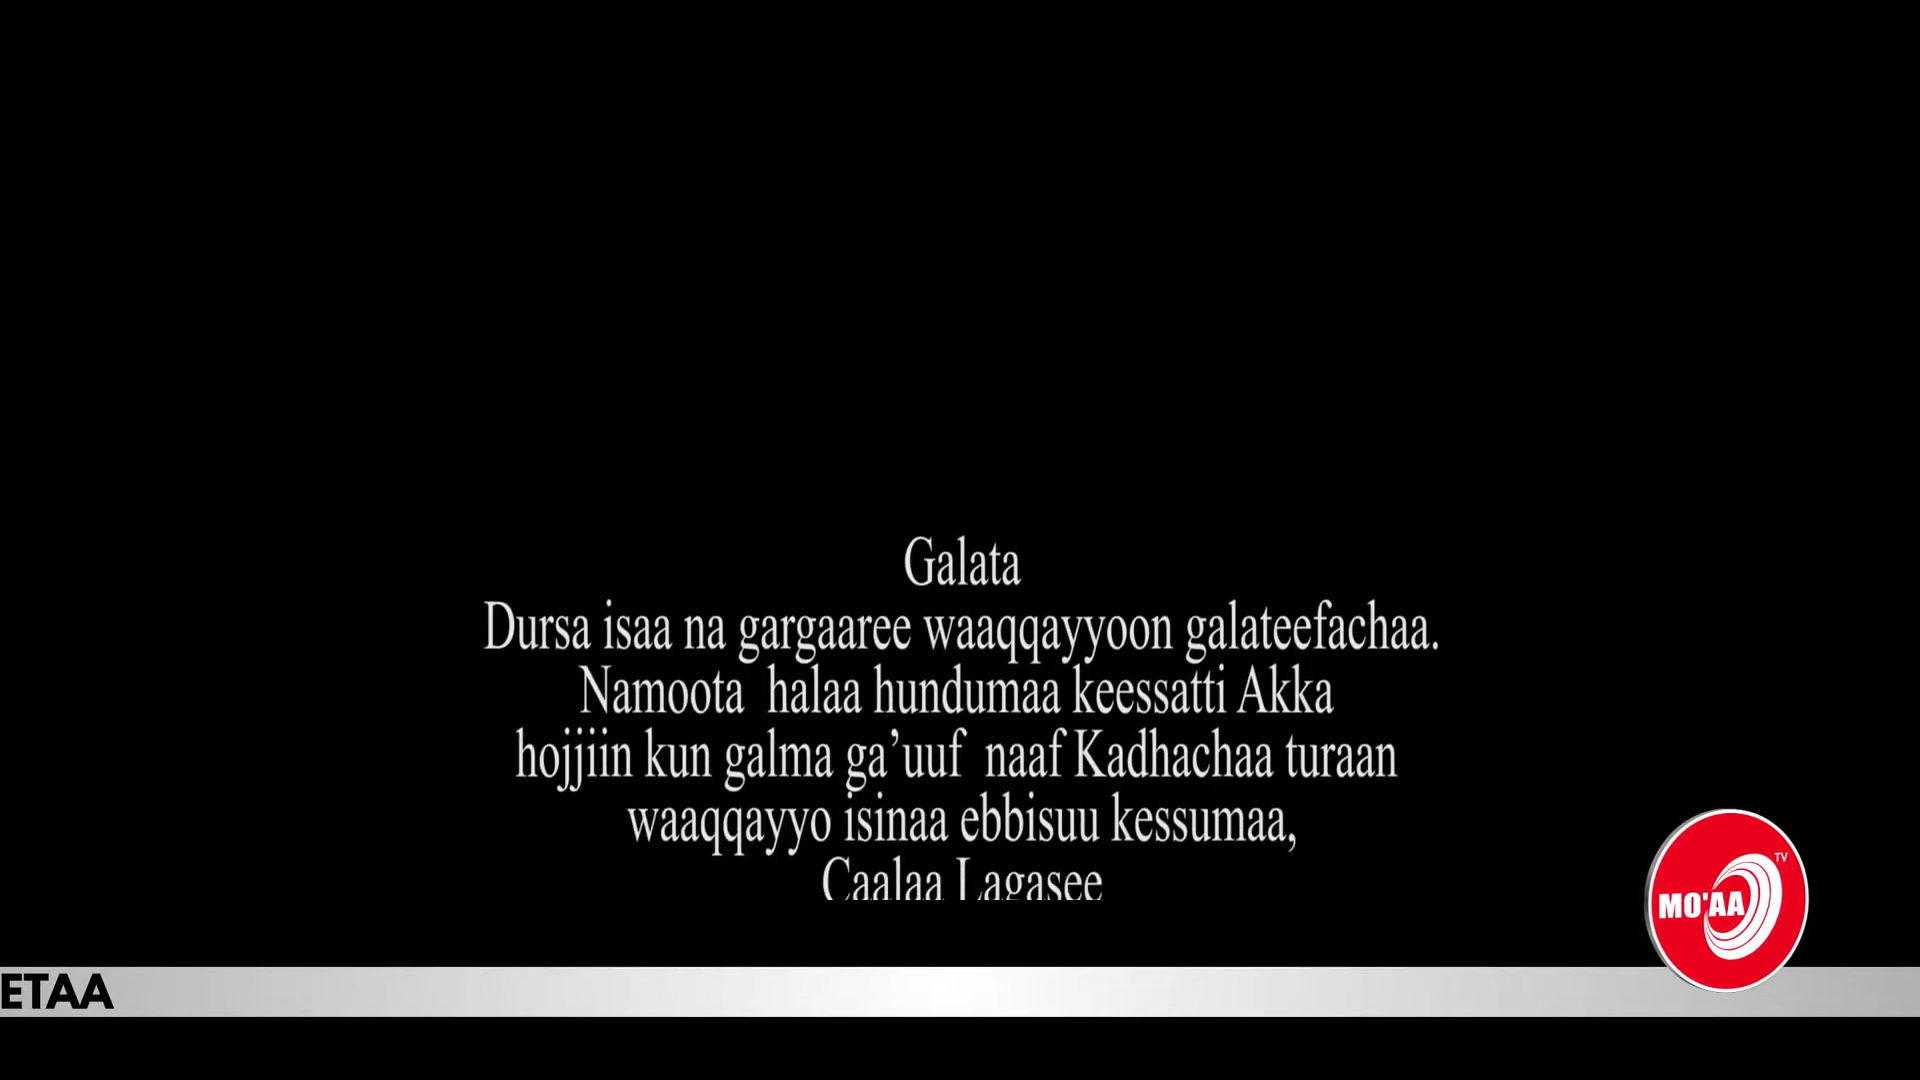 Galata
Dursa isaa na gargaaree waaqqayyoon galateefachaa.
Namoota halaa hundumaa keessatti Akka
hojjiin kun galma ga’uuf naaf Kadhachaa turaan
waaqqayyo isinaa ebbisuu kessumaa,
Caalaa Lagasee
TV
MO'AA
ETAA